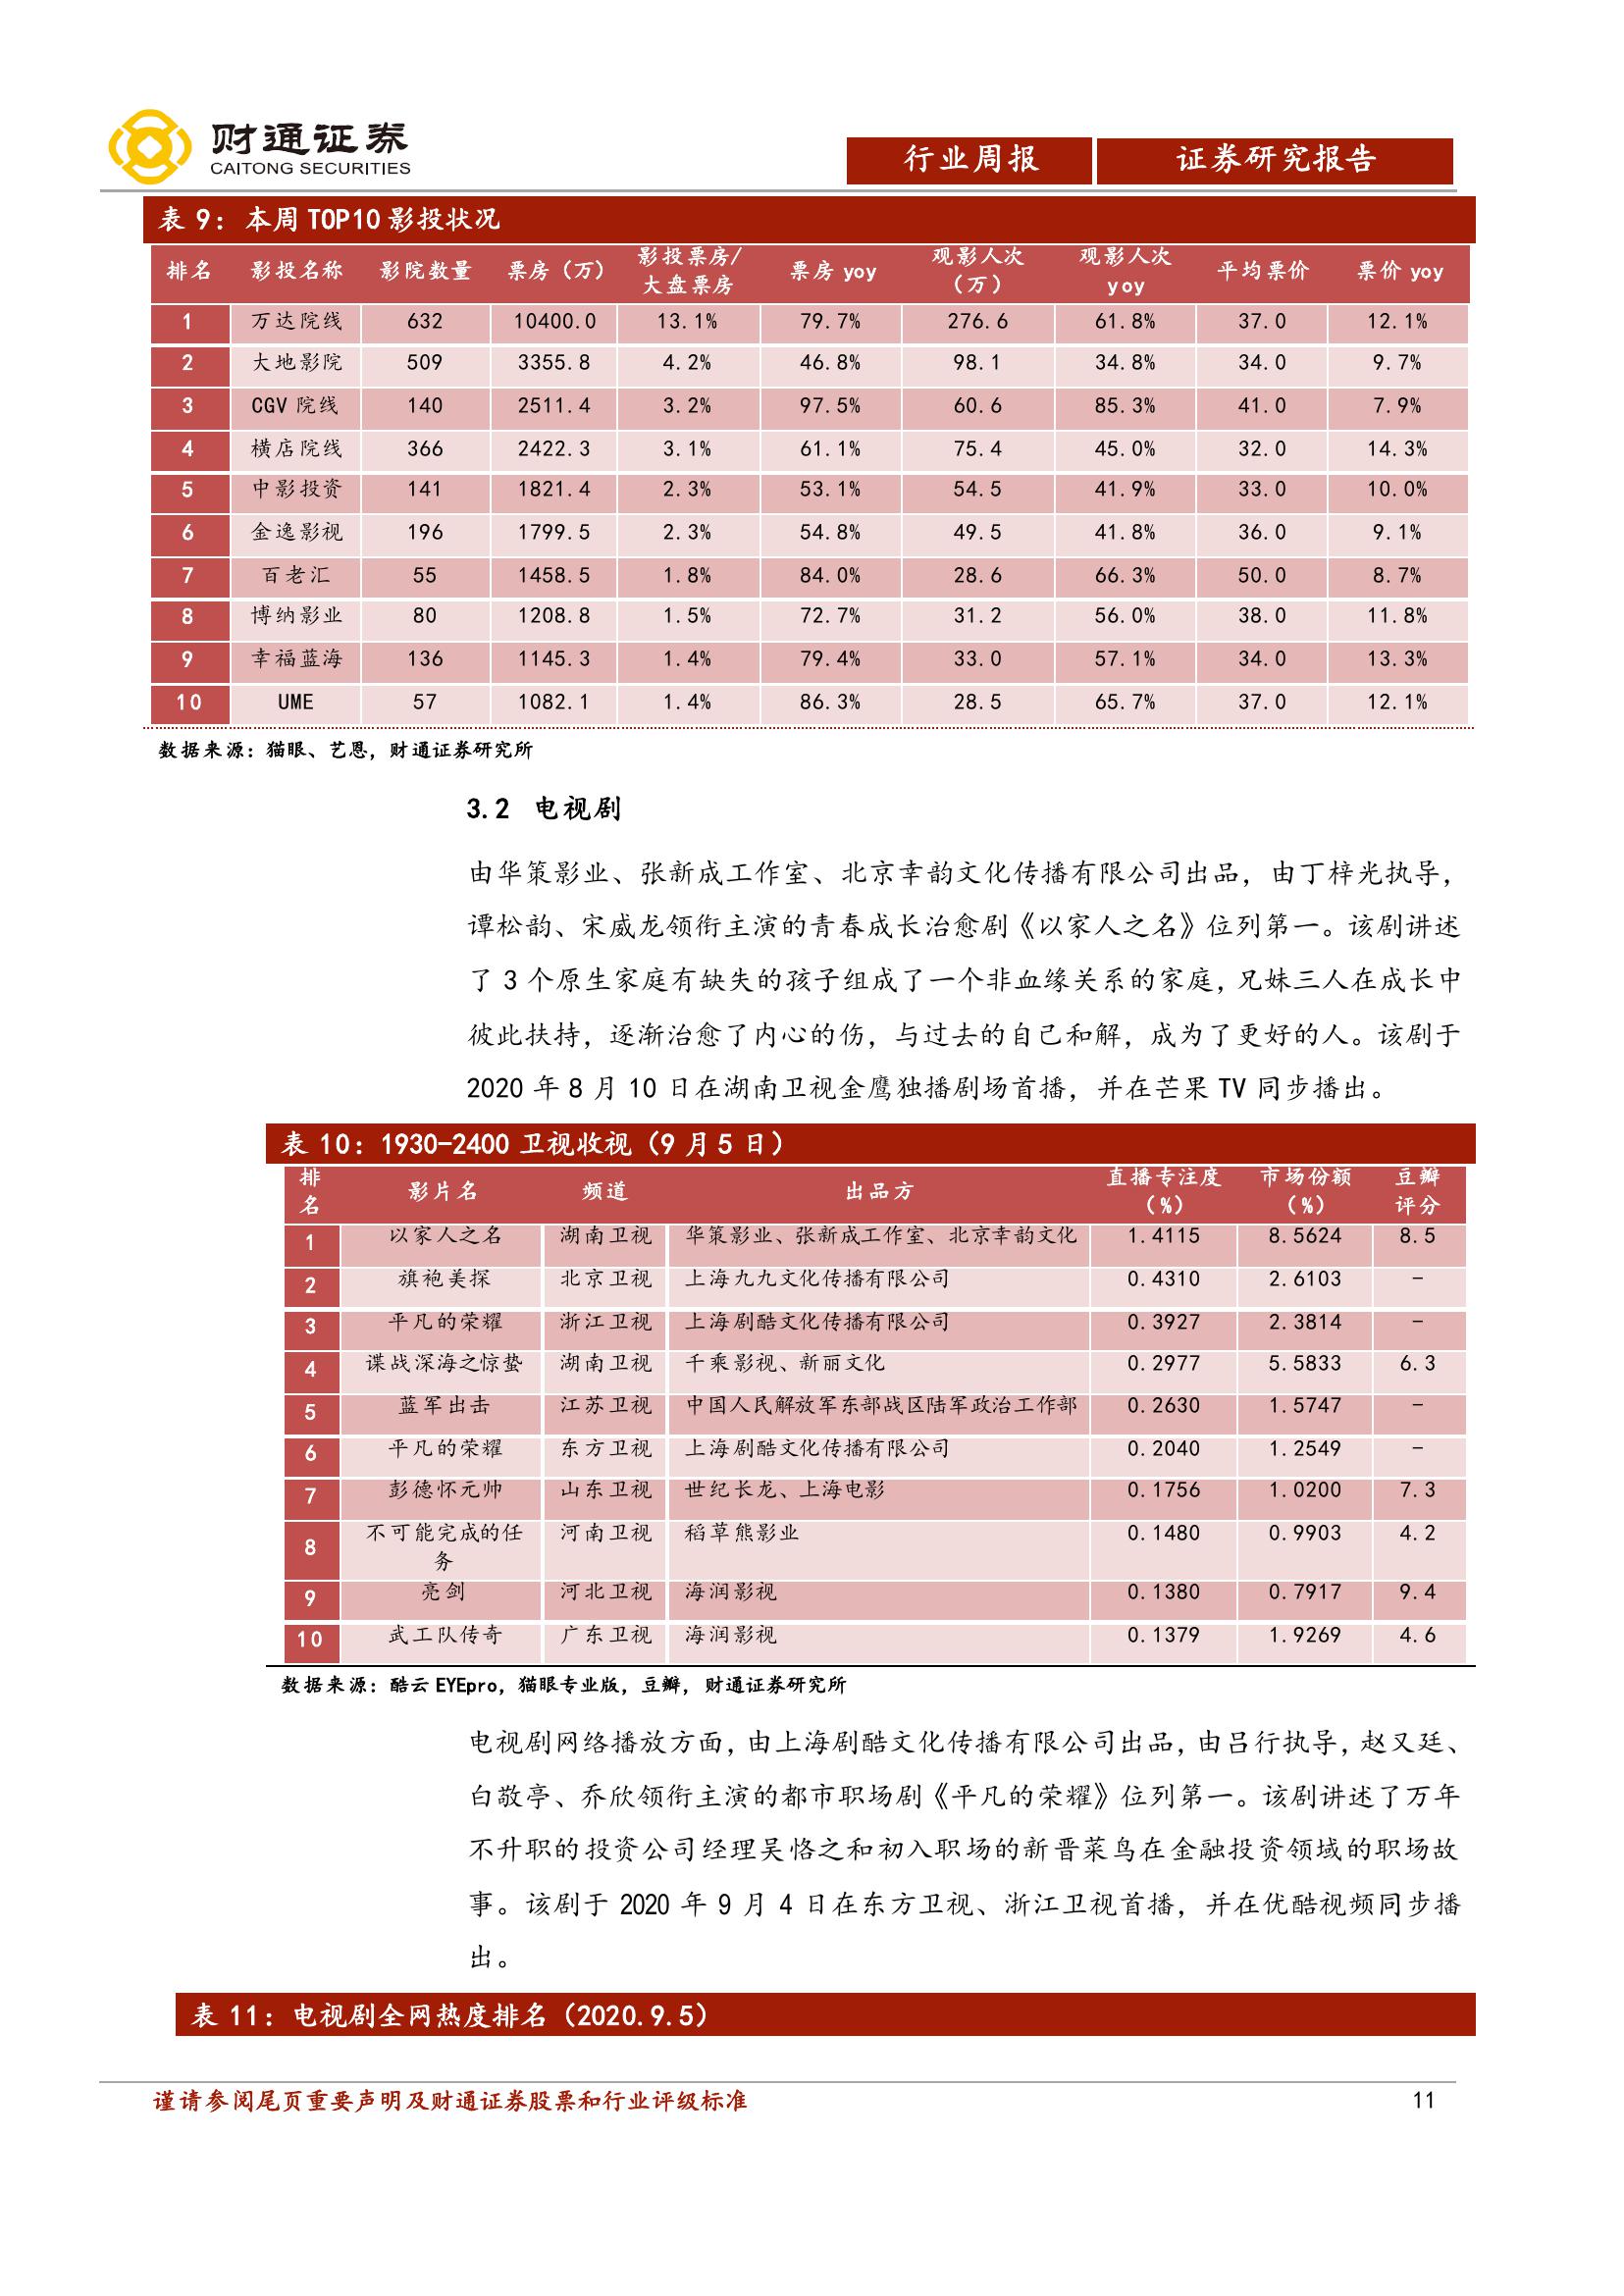 财通证券
CAITONG SECURITIES
行业周报 证券研究报告
表 9：本周 TOP10 影投状况
排名 影投名称 影院数量 票房（万） 影投票房/大盘票房 票房 yoy 观影人次（万） 观影人次 yoy 平均票价 票价 yoy
1 万达院线 632 10400.0 13.1% 79.7% 276.6 61.8% 37.0 12.1%
2 大地影院 509 3355.8 4.2% 46.8% 98.1 34.8% 34.0 9.7%
3 CGV 院线 140 2511.4 3.2% 97.5% 60.6 85.3% 41.0 7.9%
4 横店院线 366 2422.3 3.1% 61.1% 75.4 45.0% 32.0 14.3%
5 中影投资 141 1821.4 2.3% 53.1% 54.5 41.9% 33.0 10.0%
6 金逸影视 196 1799.5 2.3% 54.8% 49.5 41.8% 36.0 9.1%
7 百老汇 55 1458.5 1.8% 84.0% 28.6 66.3% 50.0 8.7%
8 博纳影业 80 1208.8 1.5% 72.7% 31.2 56.0% 38.0 11.8%
9 幸福蓝海 136 1145.3 1.4% 79.4% 33.0 57.1% 34.0 13.3%
10 UME 57 1082.1 1.4% 86.3% 28.5 65.7% 37.0 12.1%
数据来源：猫眼、艺恩，财通证券研究所
3.2 电视剧
由华策影业、张新成工作室、北京幸韵文化传播有限公司出品，由丁梓光执导，
谭松韵、宋威龙领衔主演的青春成长治愈剧《以家人之名》位列第一。该剧讲述
了 3 个原生家庭有缺失的孩子组成了一个非血缘关系的家庭，兄妹三人在成长中
彼此扶持，逐渐治愈了内心的伤，与过去的自己和解，成为了更好的人。该剧于
2020 年 8 月 10 日在湖南卫视金鹰独播剧场首播，并在芒果 TV 同步播出。
表 10：1930-2400 卫视收视（9 月 5 日）
排名 影片名 频道 出品方 直播专注度（%） 市场份额（%） 豆瓣评分
1 以家人之名 湖南卫视 华策影业、张新成工作室、北京幸韵文化 1.4115 8.5624 8.5
2 旗袍美探 北京卫视 上海九九文化传播有限公司 0.4310 2.6103 -
3 平凡的荣耀 浙江卫视 上海剧酷文化传播有限公司 0.3927 2.3814 -
4 谍战深海之惊蛰 湖南卫视 千乘影视、新丽文化 0.2977 5.5833 6.3
5 蓝军出击 江苏卫视 中国人民解放军东部战区陆军政治工作部 0.2630 1.5747 -
6 平凡的荣耀 东方卫视 上海剧酷文化传播有限公司 0.2040 1.2549 -
7 彭德怀元帅 山东卫视 世纪长龙、上海电影 0.1756 1.0200 7.3
8 不可能完成的任务 河南卫视 稻草熊影业 0.1480 0.9903 4.2
9 亮剑 河北卫视 海润影视 0.1380 0.7917 9.4
10 武工队传奇 广东卫视 海润影视 0.1379 1.9269 4.6
数据来源：酷云 EYEpro，猫眼专业版，豆瓣，财通证券研究所
电视剧网络播放方面，由上海剧酷文化传播有限公司出品，由吕行执导，赵又廷、
白敬亭、乔欣领衔主演的都市职场剧《平凡的荣耀》位列第一。该剧讲述了万年
不升职的投资公司经理吴恪之和初入职场的新晋菜鸟在金融投资领域的职场故
事。该剧于 2020 年 9 月 4 日在东方卫视、浙江卫视首播，并在优酷视频同步播
出。
表 11：电视剧全网热度排名（2020.9.5）
谨请参阅尾页重要声明及财通证券股票和行业评级标准 11